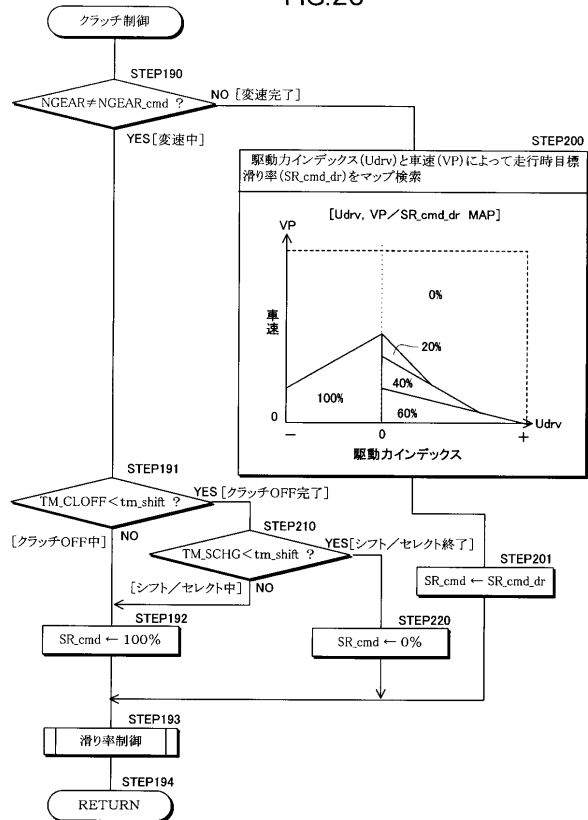 FIG.26
クラッチ制御
STEP190
NGEAR≠NGEAR_cmd ?
NO [変速完了]
YES[変速中]
STEP200
駆動力インデックス(Udrv)と車速(VP)によって走行時目標
滑り率(SR_cmd_dr)をマップ検索
[Udrv, VP/SR_cmd_dr MAP]
VP
車速
0%
20%
40%
100%
60%
0
Udrv
− 0 +
駆動力インデックス
STEP191
TM_CLOFF<tm_shift ?
YES [クラッチOFF完了]
[クラッチOFF中]
NO
STEP210
TM_SCHG<tm_shift ?
YES[シフト/セレクト終了]
[シフト/セレクト中]
NO
STEP201
SR_cmd ← SR_cmd_dr
STEP192
SR_cmd ← 100%
STEP220
SR_cmd ← 0%
STEP193
滑り率制御
STEP194
RETURN